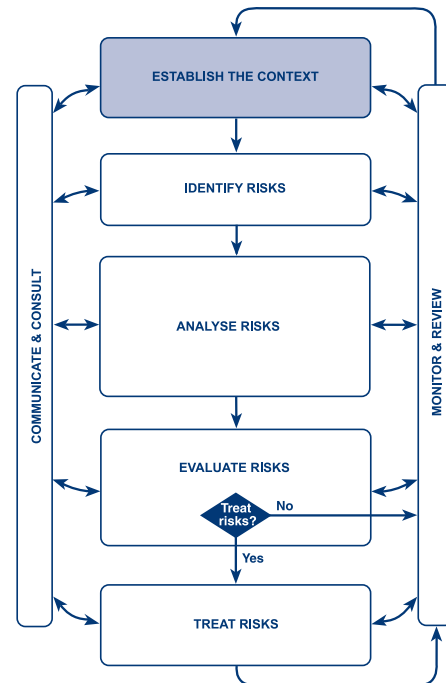 ESTABLISH THE CONTEXT
IDENTIFY RISKS
ANALYSE RISKS
EVALUATE RISKS
Treat
risks?
No
Yes
TREAT RISKS
COMMUNICATE & CONSULT
MONITOR & REVIEW